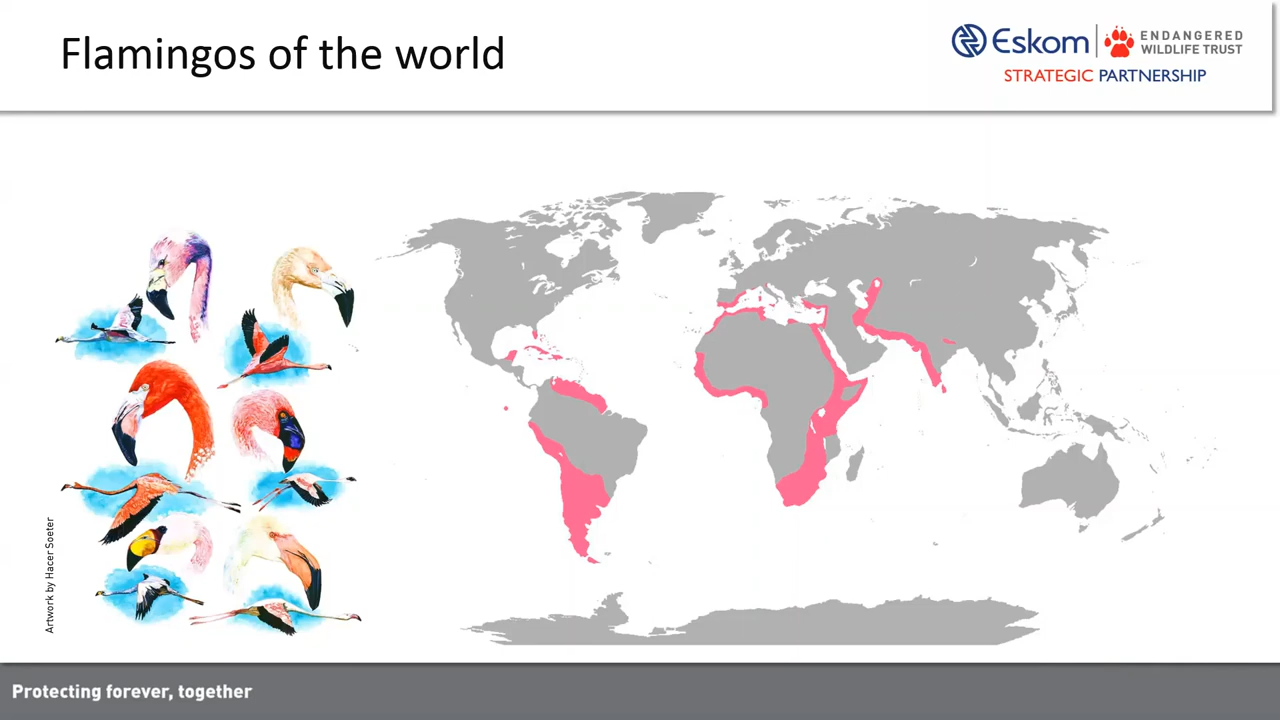 Flamingos of the world
Eskom
ENDANGERED
WILDLIFE TRUST
STRATEGIC PARTNERSHIP
Artwork by Hacer Soeter
Protecting forever, together